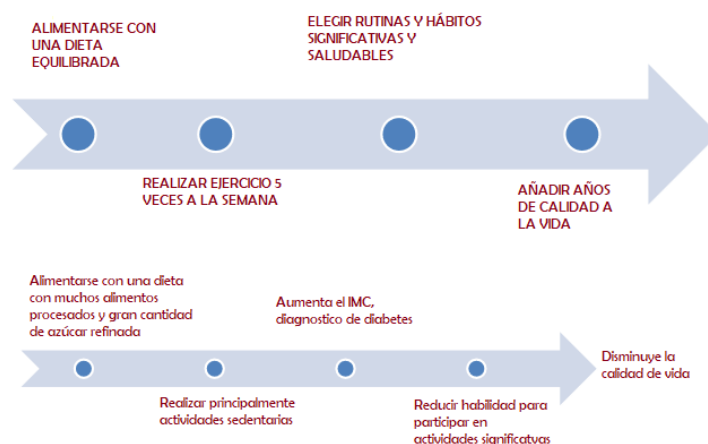 ALIMENTARSE CON
UNA DIETA
EQUILIBRADA
ELEGIR RUTINAS Y HÁBITOS
SIGNIFICATIVAS Y
SALUDABLES
REALIZAR EJERCICIO 5
VECES A LA SEMANA
AÑADIR AÑOS
DE CALIDAD A
LA VIDA
Alimentarse con una dieta
con muchos alimentos
procesados y gran cantidad
de azúcar refinada
Aumenta el IMC,
diagnostico de diabetes
Disminuye la
calidad de vida
Realizar principalmente
actividades sedentarias
Reducir habilidad para
participar en
actividades significatvas